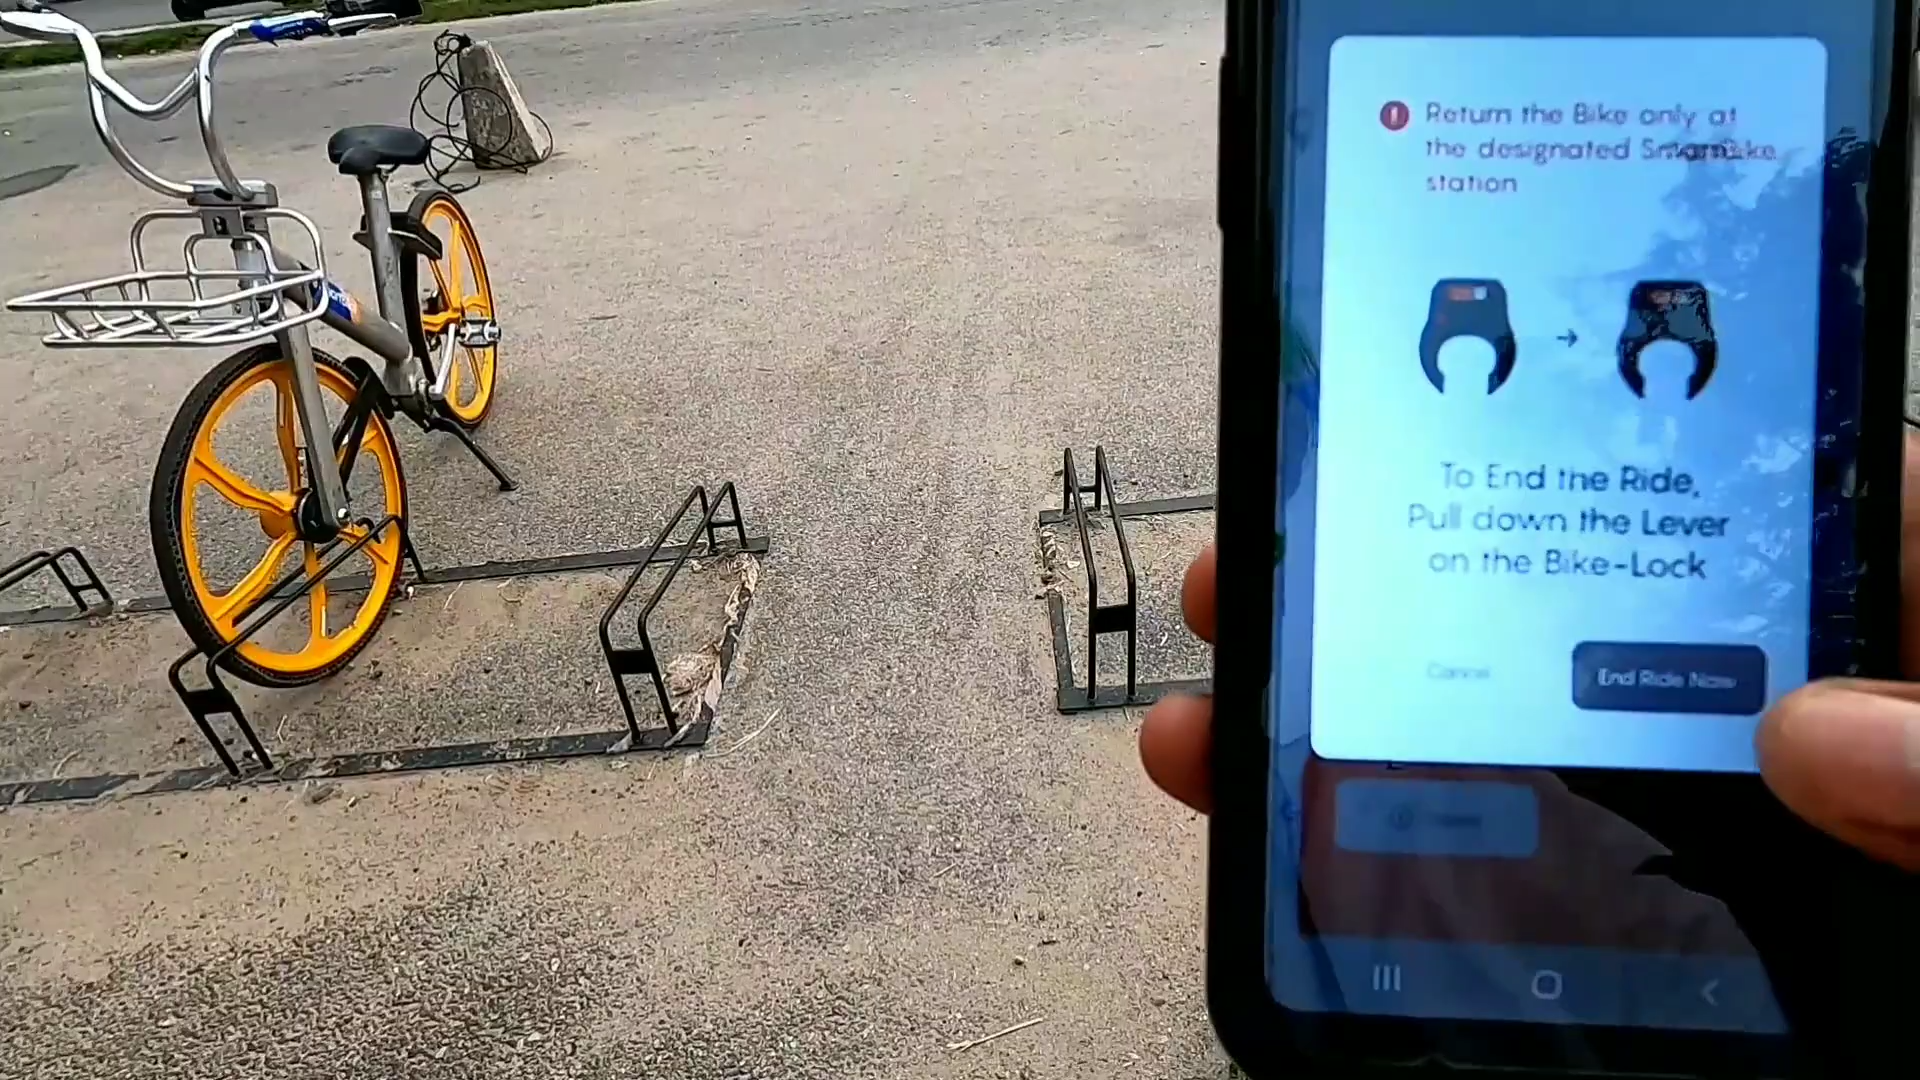 Return the Bike only at
the designated SmartBike
station
To End the Ride,
Pull down the Lever
on the Bike-Lock
Cancel
End Ride Now